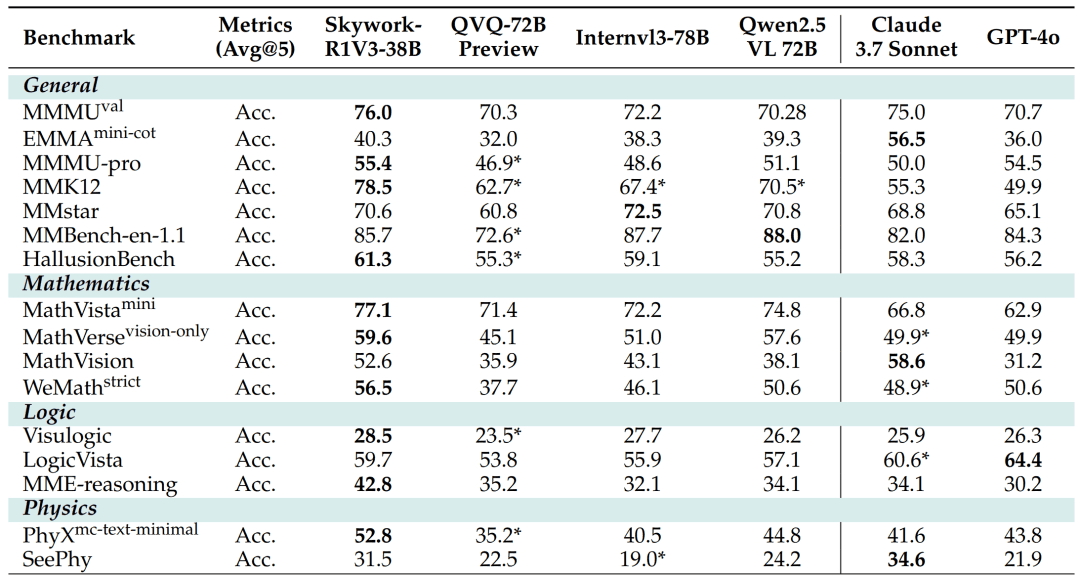 Benchmark Metrics (Avg@5) Skywork-R1V3-38B QVQ-72B Preview Internvl3-78B Qwen2.5 VL 72B Claude 3.7 Sonnet GPT-4o
General
MMMU^val Acc. 76.0 70.3 72.2 70.28 75.0 70.7
EMMA^mini-cot Acc. 40.3 32.0 38.3 39.3 56.5 36.0
MMMU-pro Acc. 55.4 46.9* 48.6 51.1 50.0 54.5
MMK12 Acc. 78.5 62.7* 67.4* 70.5* 55.3 49.9
MMstar Acc. 70.6 60.8 72.5 70.8 68.8 65.1
MMBench-en-1.1 Acc. 85.7 72.6* 87.7 88.0 82.0 84.3
HallusionBench Acc. 61.3 55.3* 59.1 55.2 58.3 56.2
Mathematics
MathVista^mini Acc. 77.1 71.4 72.2 74.8 66.8 62.9
MathVerse^vision-only Acc. 59.6 45.1 51.0 57.6 49.9* 49.9
MathVision Acc. 52.6 35.9 43.1 38.1 58.6 31.2
WeMath^strict Acc. 56.5 37.7 46.1 50.6 48.9* 50.6
Logic
Visulogic Acc. 28.5 23.5* 27.7 26.2 25.9 26.3
LogicVista Acc. 59.7 53.8 55.9 57.1 60.6* 64.4
MME-reasoning Acc. 42.8 35.2 32.1 34.1 34.1 30.2
Physics
PhyX^mc-text-minimal Acc. 52.8 35.2* 40.5 44.8 41.6 43.8
SeePhy Acc. 31.5 22.5 19.0* 24.2 34.6 21.9